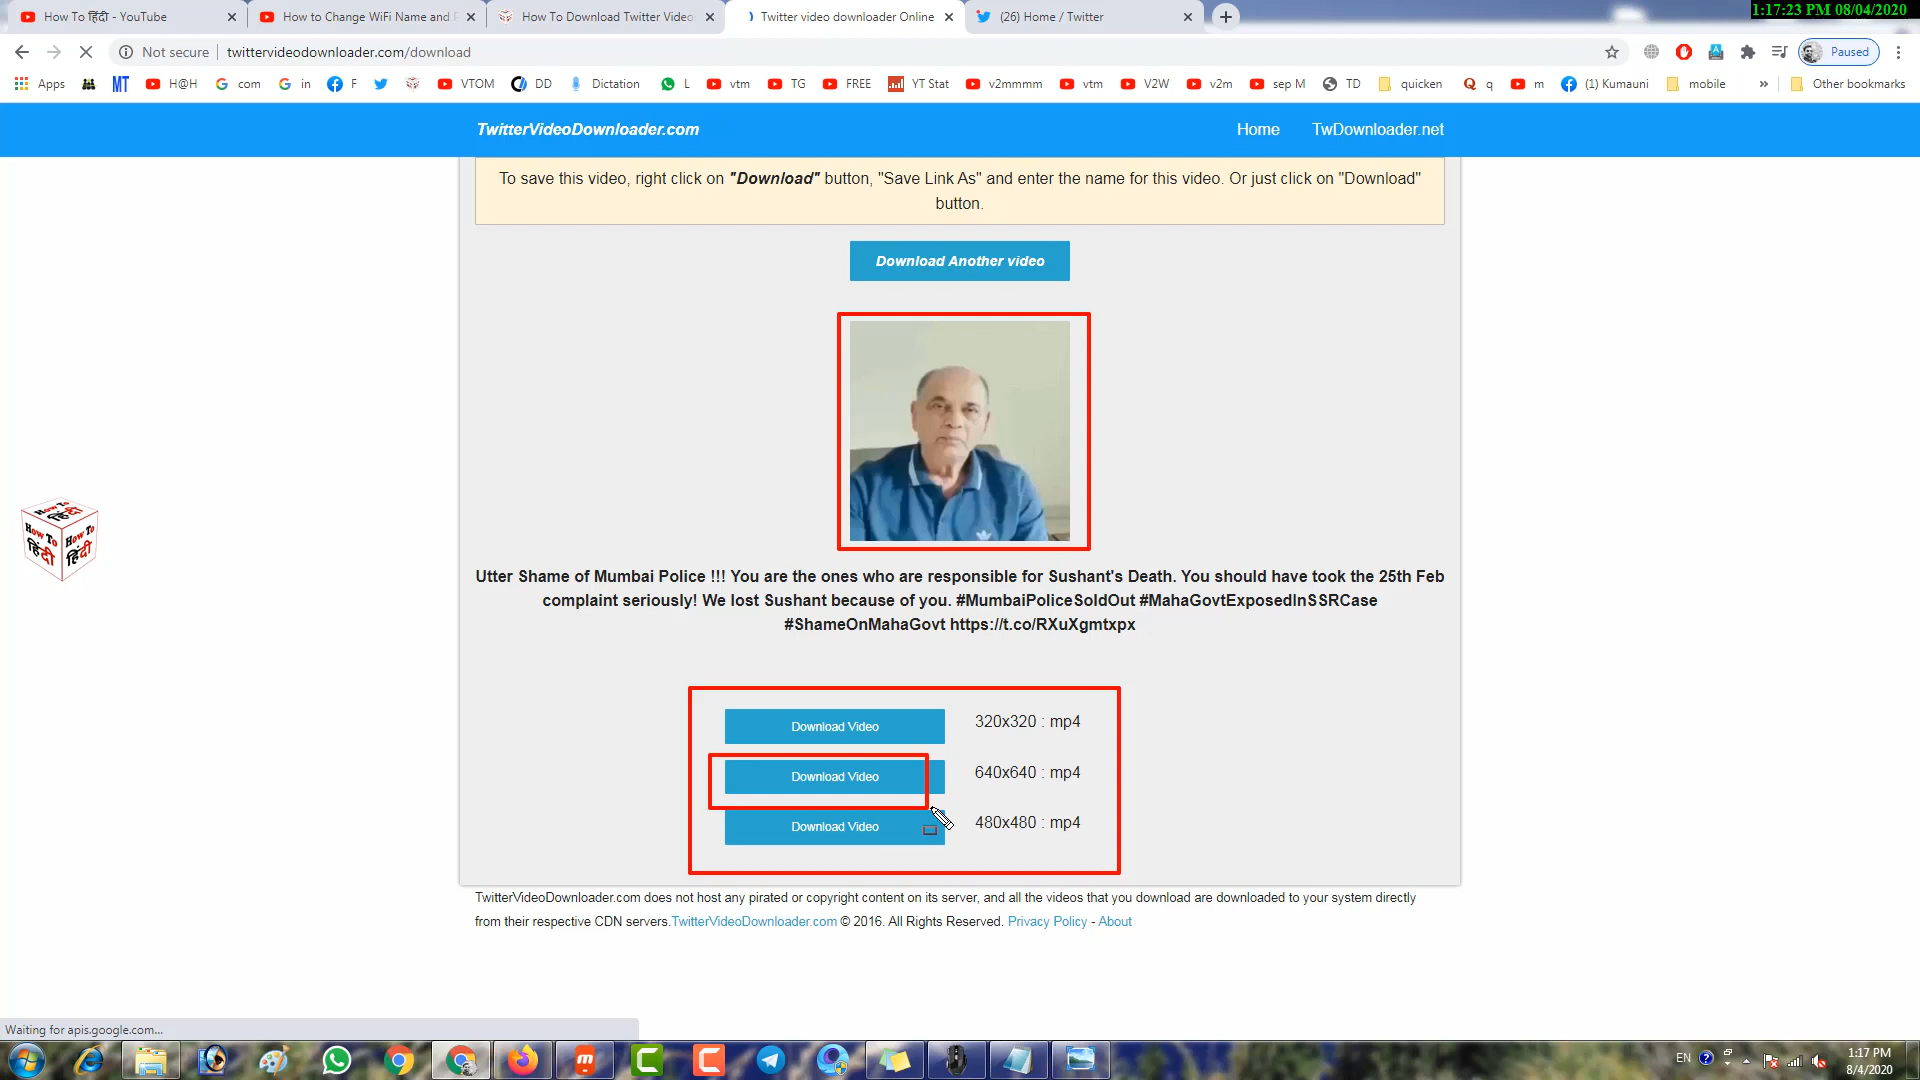 1:17:23 PM 08/04/2020
How To हिंदी - YouTube
How to Change WiFi Name and P
How To Download Twitter Video
Twitter video downloader Online
(26) Home / Twitter
Not secure
twittervideodownloader.com/download
Paused
Apps
MT
H@H
com
in
F
VTOM
DD
Dictation
L
vtm
TG
FREE
YT Stat
v2mmmm
vtm
V2W
v2m
sep M
TD
quicken
q
m
(1) Kumauni
mobile
»
Other bookmarks
TwitterVideoDownloader.com
Home
TwDownloader.net
To save this video, right click on "Download" button, "Save Link As" and enter the name for this video. Or just click on "Download"
button.
Download Another video
How To
हिंदी
How To
हिंदी
How To
हिंदी
Utter Shame of Mumbai Police !!! You are the ones who are responsible for Sushant's Death. You should have took the 25th Feb
complaint seriously! We lost Sushant because of you. #MumbaiPoliceSoldOut #MahaGovtExposedInSSRCase
#ShameOnMahaGovt https://t.co/RXuXgmtxpx
Download Video
320x320 : mp4
Download Video
640x640 : mp4
Download Video
480x480 : mp4
TwitterVideoDownloader.com does not host any pirated or copyright content on its server, and all the videos that you download are downloaded to your system directly
from their respective CDN servers.TwitterVideoDownloader.com © 2016. All Rights Reserved. Privacy Policy - About
Waiting for apis.google.com...
EN
1:17 PM
8/4/2020